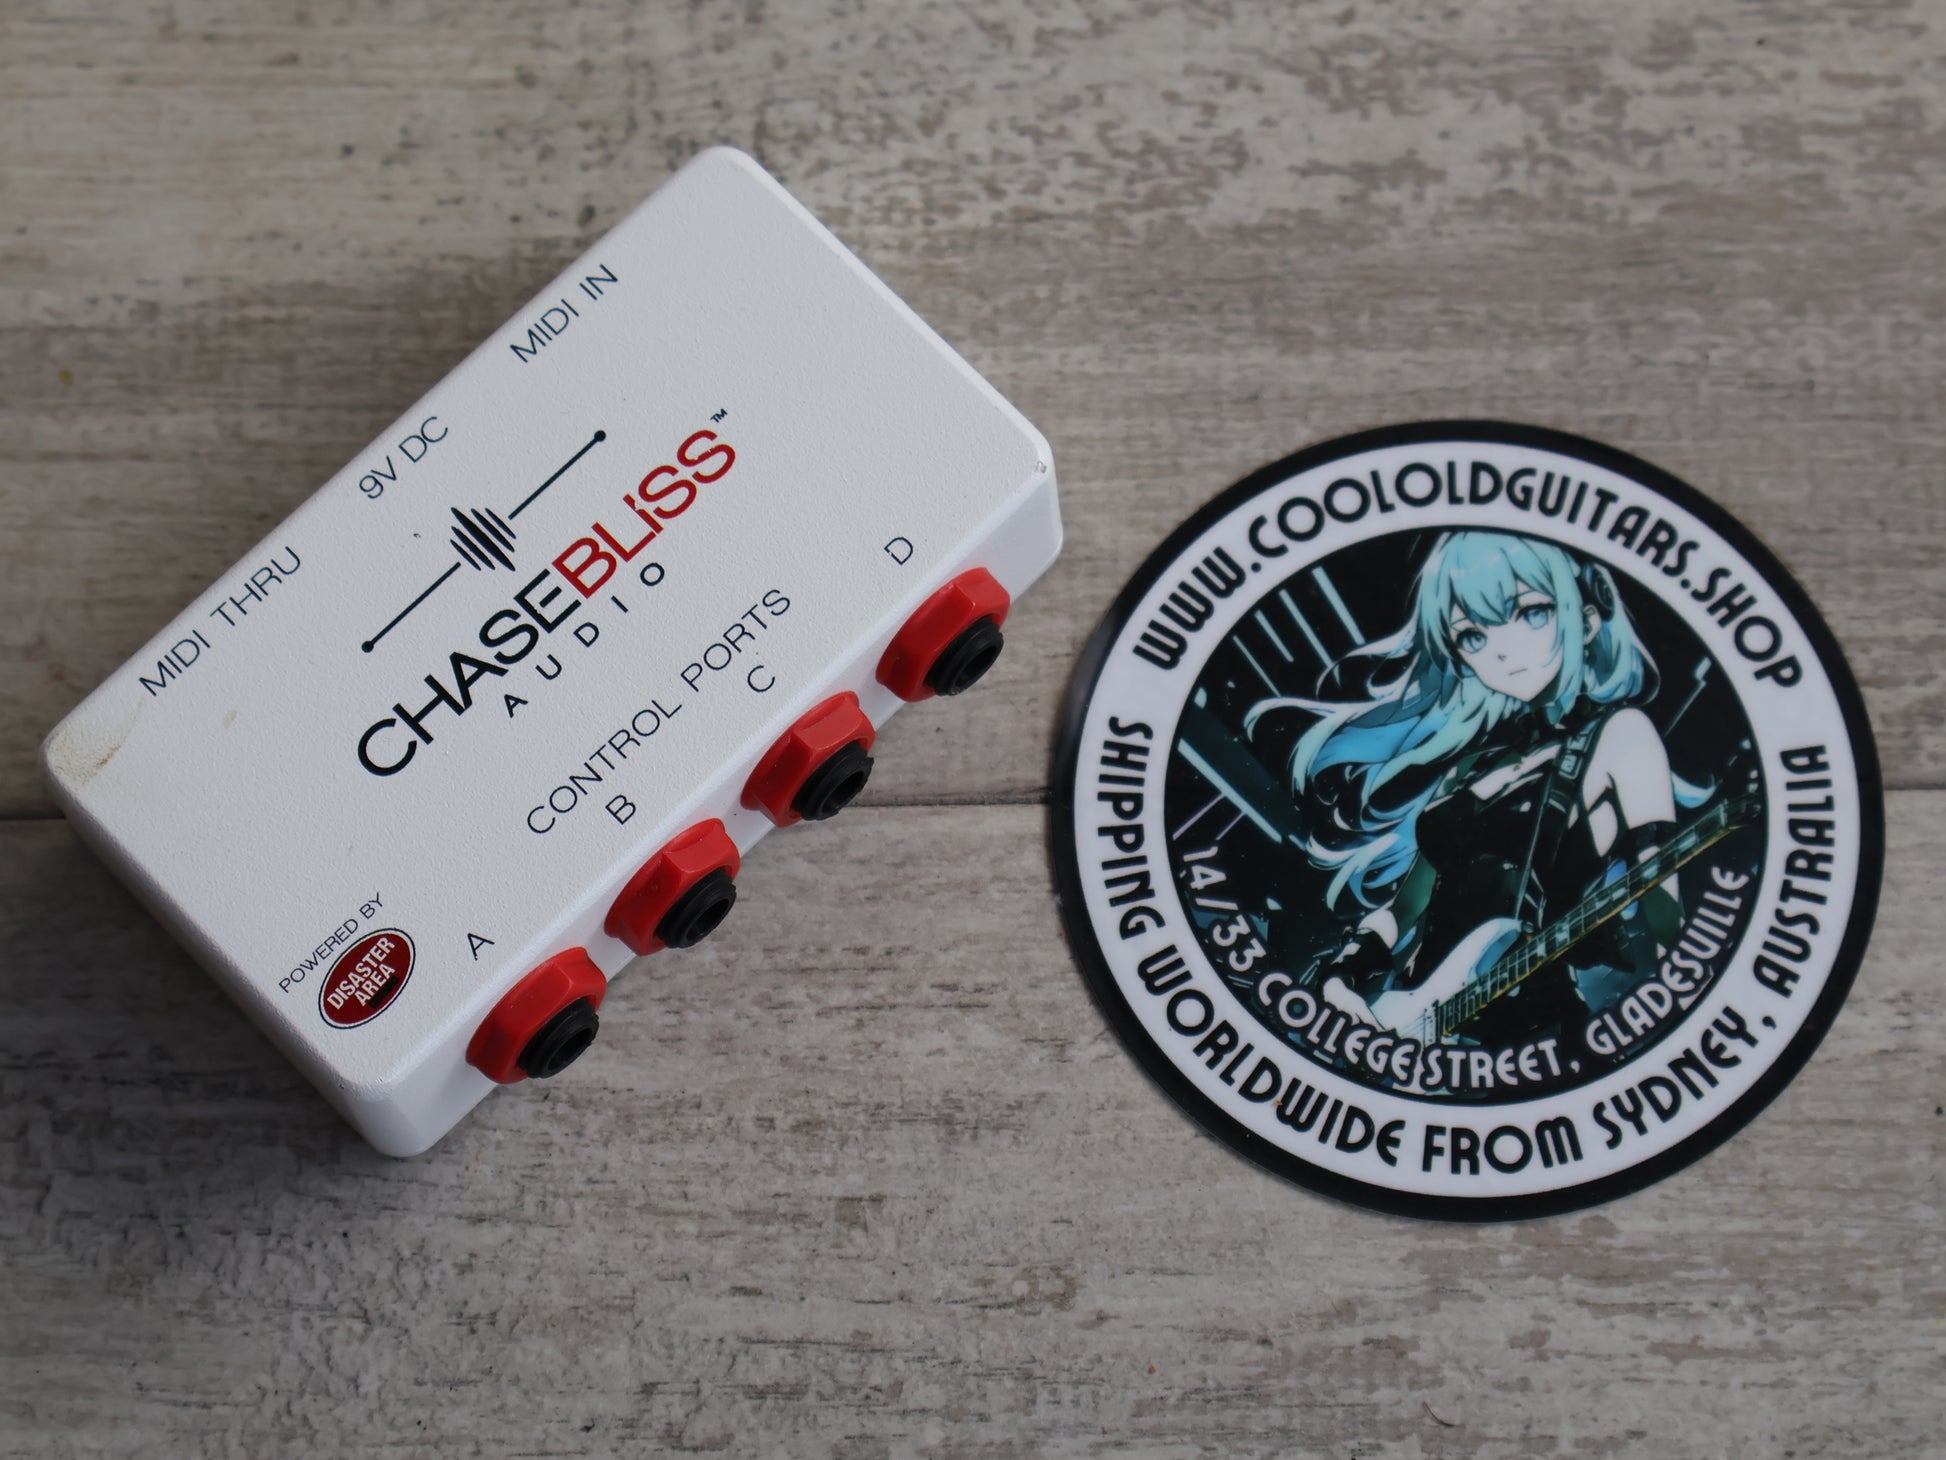 MIDI THRU
9V DC
MIDI IN
CHASEBLiSS™
AUDIO
CONTROL PORTS
A
B
C
D
POWERED BY
DISASTER
AREA
WWW.COOLOLDGUITARS.SHOP
14/33 COLLEGE STREET, GLADESVILLE
SHIPPING WORLDWIDE FROM SYDNEY, AUSTRALIA